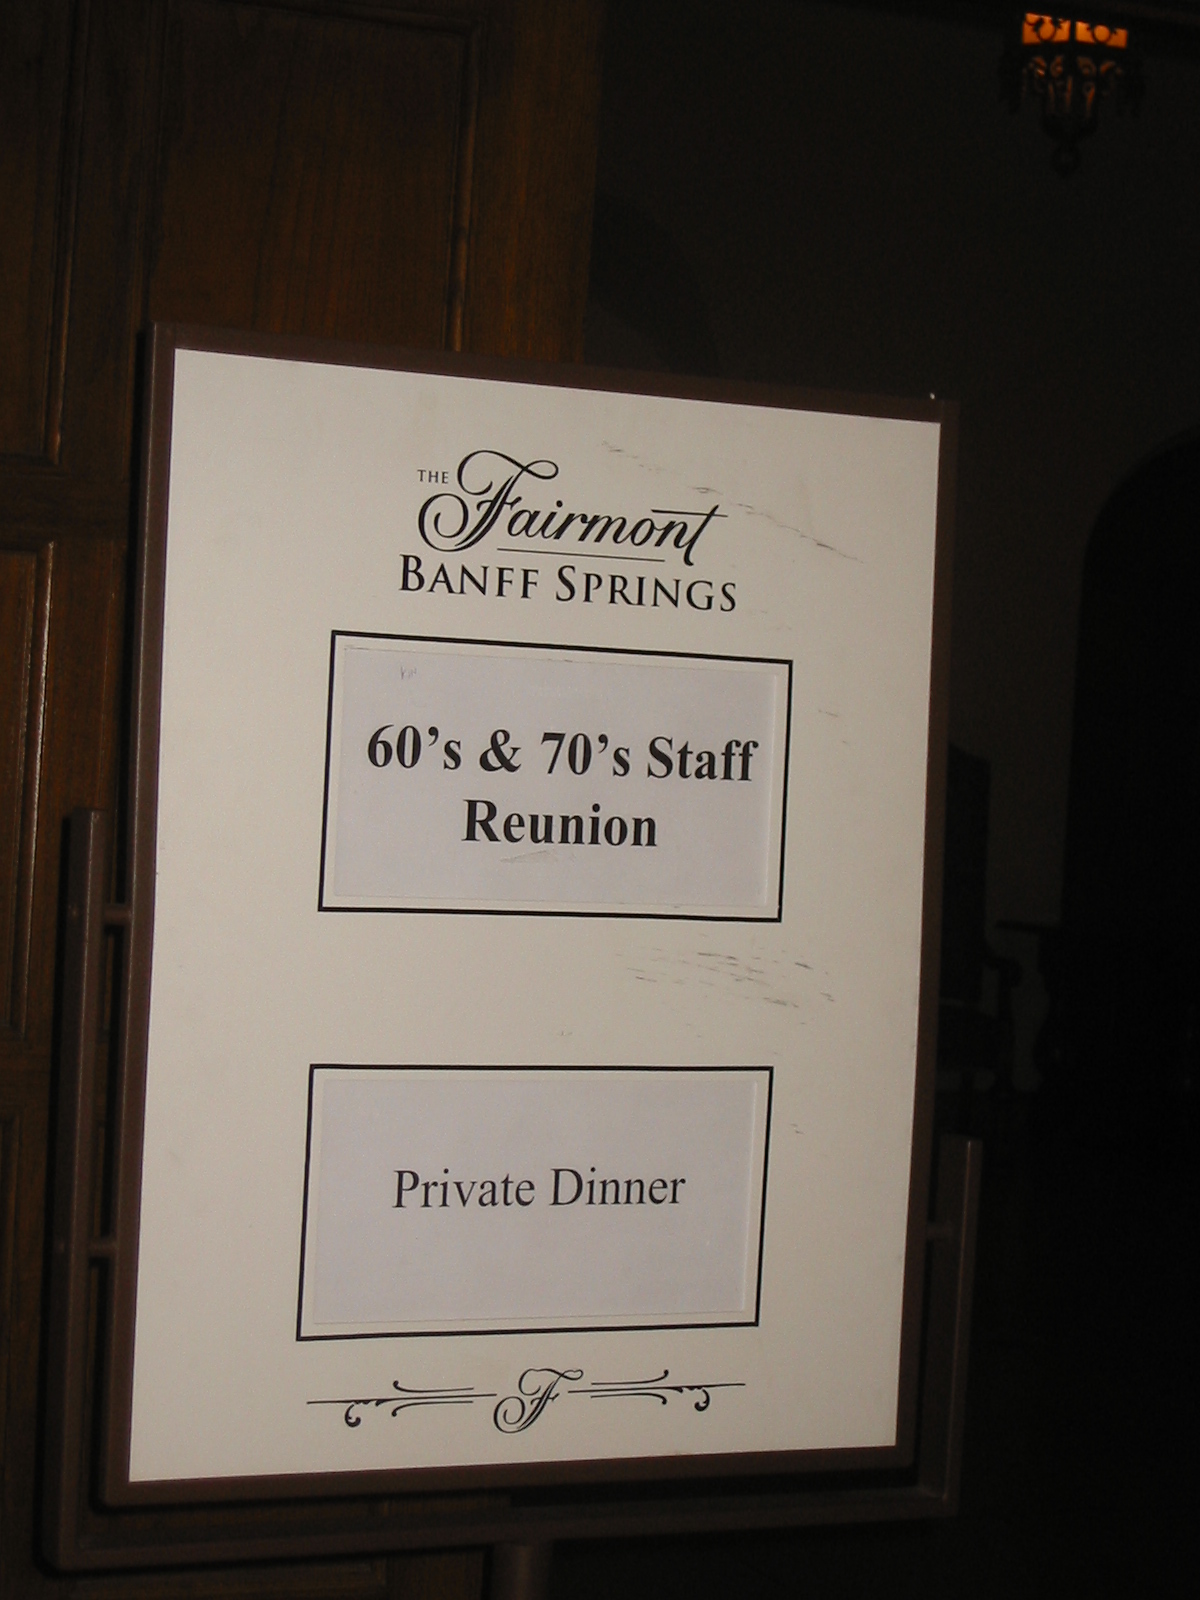 THE Fairmont
BANFF SPRINGS
60's & 70's Staff
Reunion
Private Dinner
F